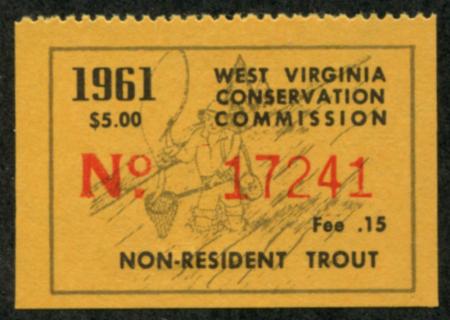 1961
$5.00
WEST VIRGINIA
CONSERVATION
COMMISSION
No. 17241
Fee .15
NON-RESIDENT TROUT